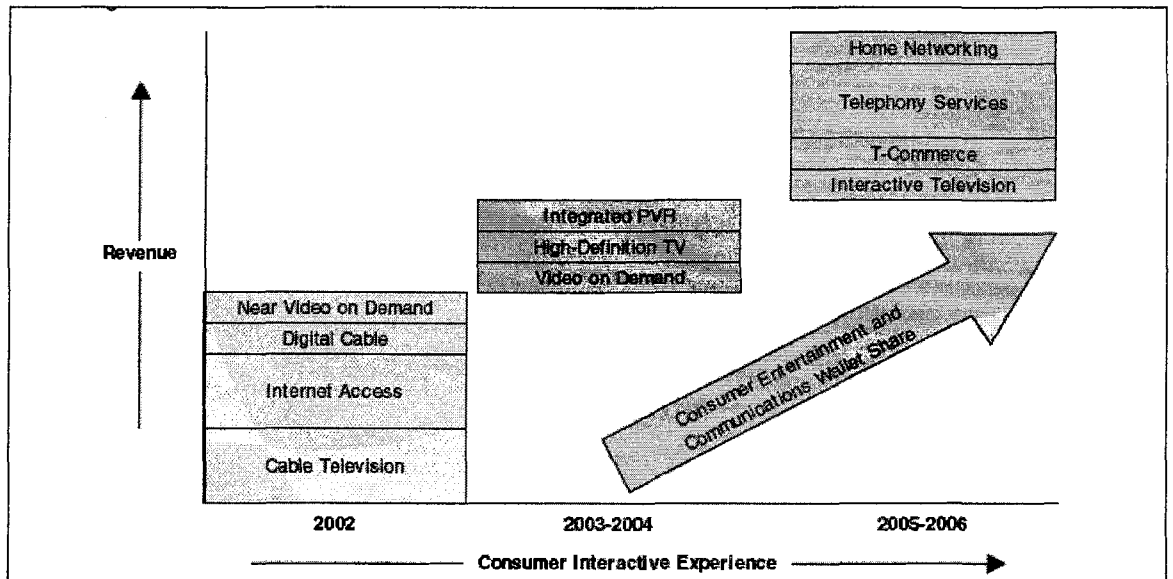 Home Networking
Telephony Services
T-Commerce
Interactive Television
Integrated PVR
High-Definition TV
Video on Demand
Revenue
Near Video on Demand
Digital Cable
Internet Access
Cable Television
Consumer Entertainment and
Communications Wallet Share
2002
2003-2004
2005-2006
Consumer Interactive Experience